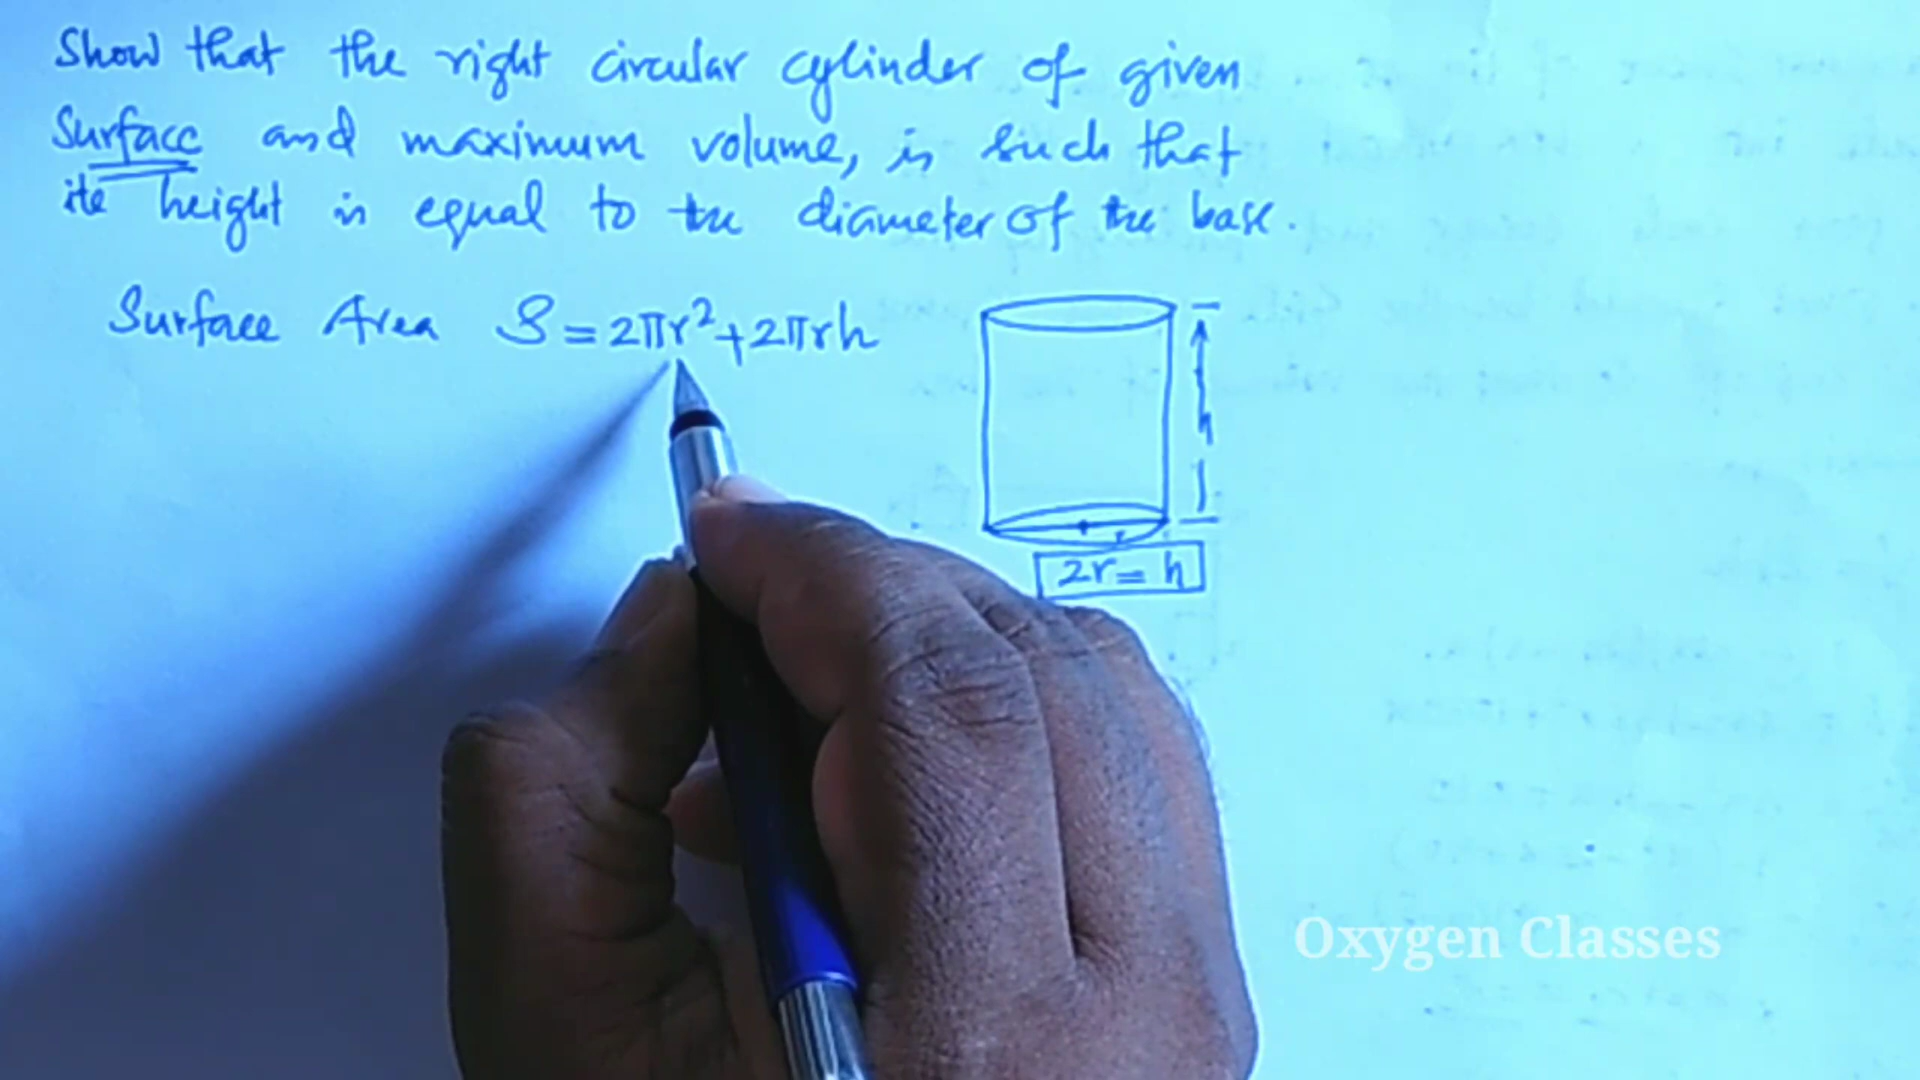 Show that the right circular cylinder of given
Surface and maximum volume, is such that
its height is equal to the diameter of the base.
Surface Area S = 2πr²+2πrh
h
r
2r = h
Oxygen Classes